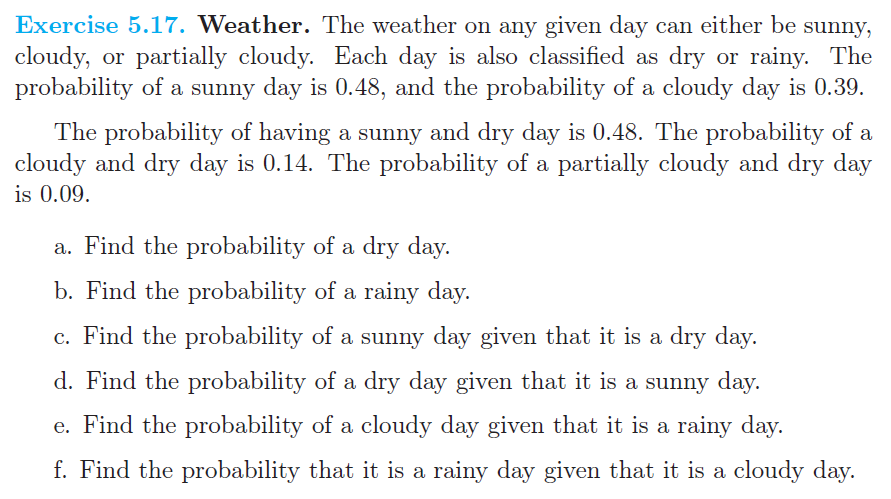 Exercise 5.17. Weather. The weather on any given day can either be sunny,
cloudy, or partially cloudy. Each day is also classified as dry or rainy. The
probability of a sunny day is 0.48, and the probability of a cloudy day is 0.39.
The probability of having a sunny and dry day is 0.48. The probability of a
cloudy and dry day is 0.14. The probability of a partially cloudy and dry day
is 0.09.
a. Find the probability of a dry day.
b. Find the probability of a rainy day.
c. Find the probability of a sunny day given that it is a dry day.
d. Find the probability of a dry day given that it is a sunny day.
e. Find the probability of a cloudy day given that it is a rainy day.
f. Find the probability that it is a rainy day given that it is a cloudy day.